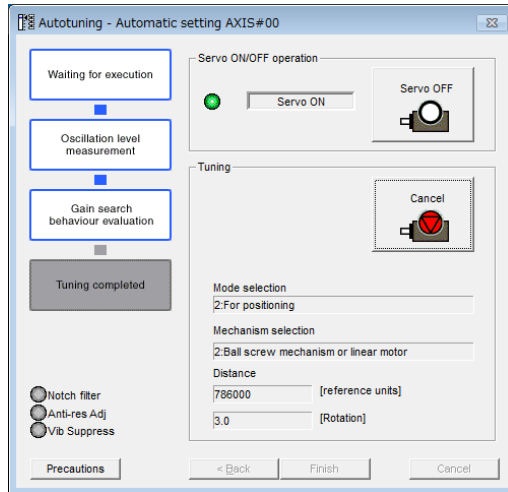 Autotuning - Automatic setting AXIS#00
Waiting for execution
Oscillation level
measurement
Gain search
behaviour evaluation
Tuning completed
Notch filter
Anti-res Adj
Vib Suppress
Precautions
Servo ON/OFF operation
Servo ON
Servo OFF
Tuning
Cancel
Mode selection
2:For positioning
Mechanism selection
2:Ball screw mechanism or linear motor
Distance
786000 [reference units]
3.0 [Rotation]
< Back Finish Cancel